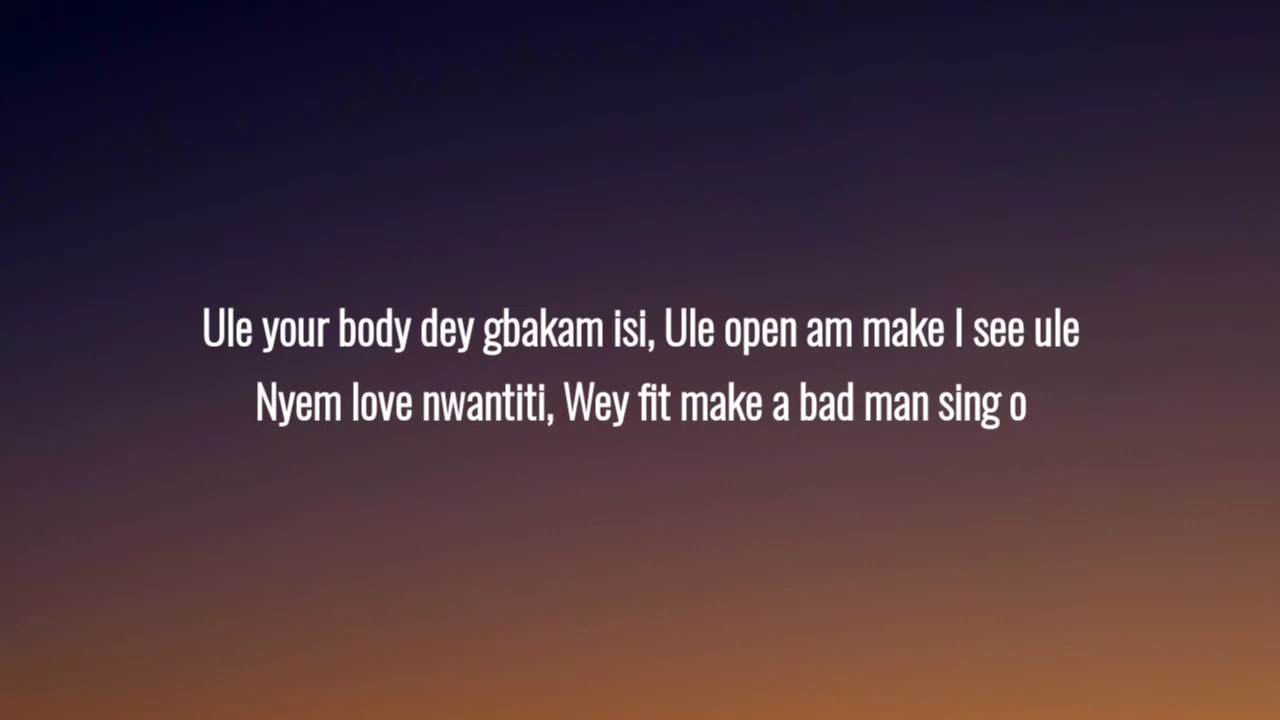 Ule your body dey gbakam isi, Ule open am make I see ule
Nyem love nwantiti, Wey fit make a bad man sing o